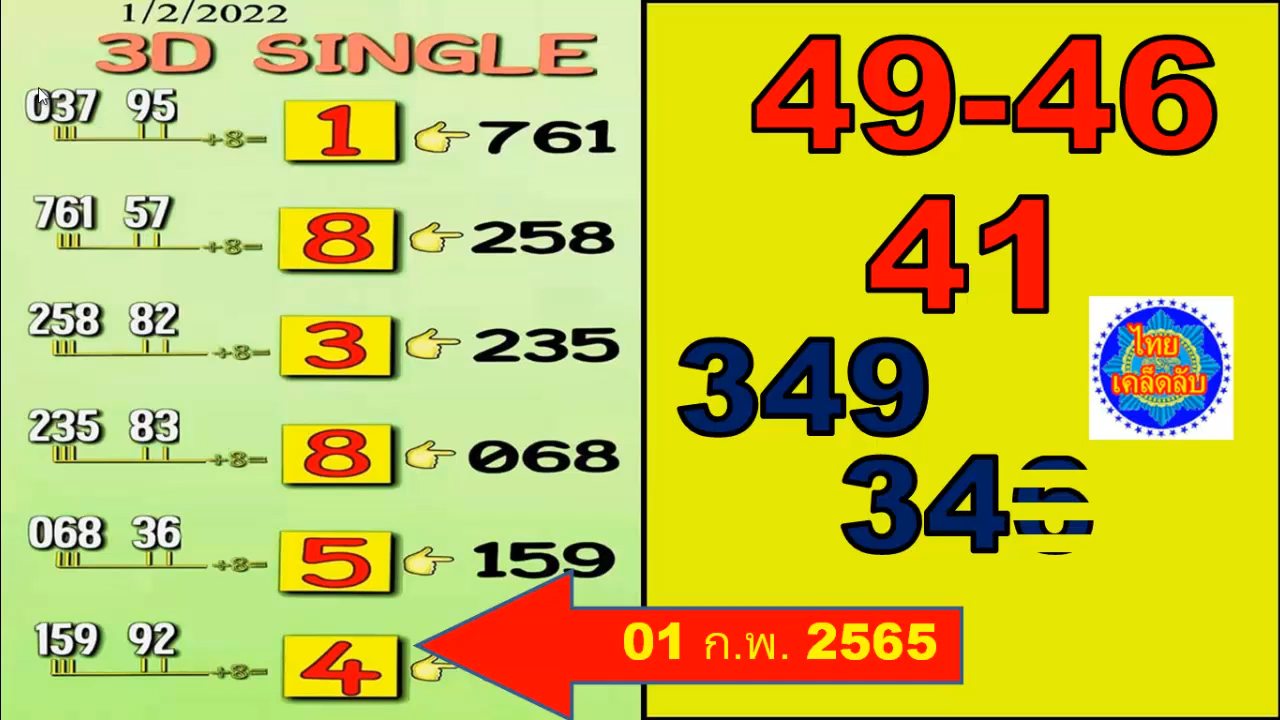 1/2/2022
3D SINGLE
037 95 +8= 1 761
761 57 +8= 8 258
258 82 +8= 3 235
235 83 +8= 8 068
068 36 +8= 5 159
159 92 +8= 4
01 ก.พ. 2565
49-46
41
349
346
ไทย
เคล็ดลับ